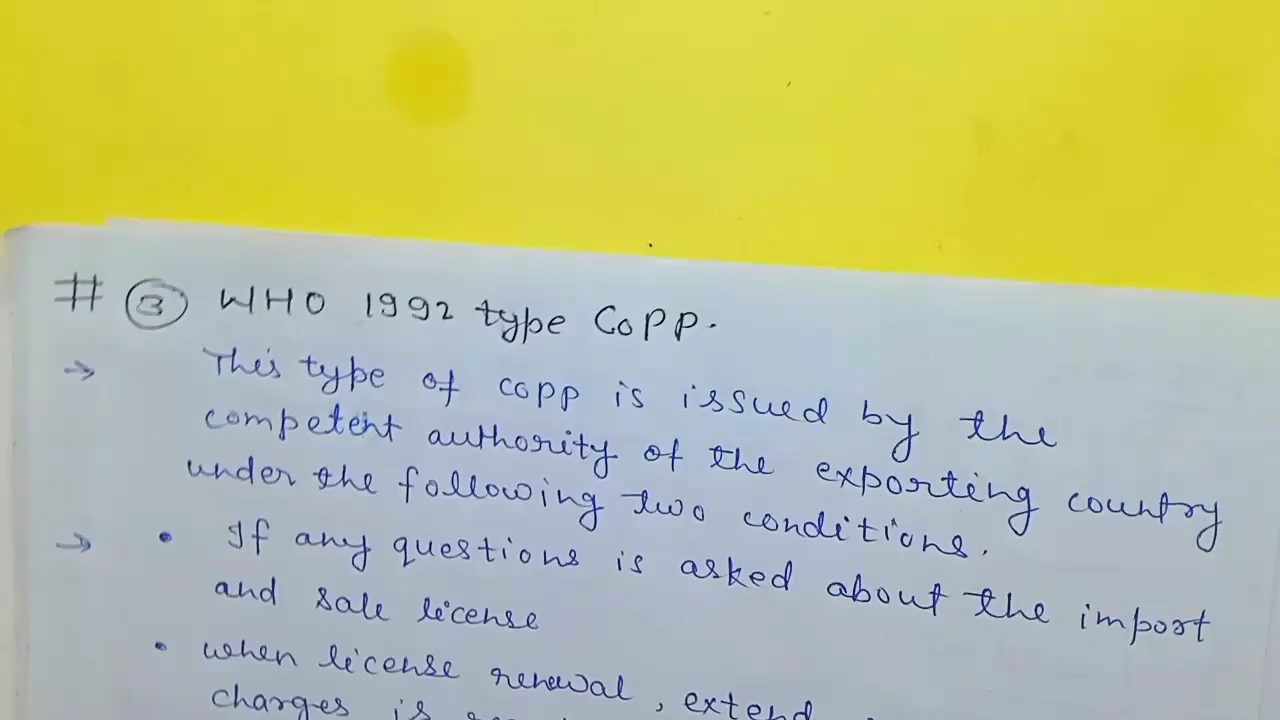 # ③ WHO 1992 type CoPP.
→ This type of copp is issued by the
competent authority of the exporting country
under the following two conditions.
→ • If any questions is asked about the import
and sale license
• when license renewal, extend
charges is